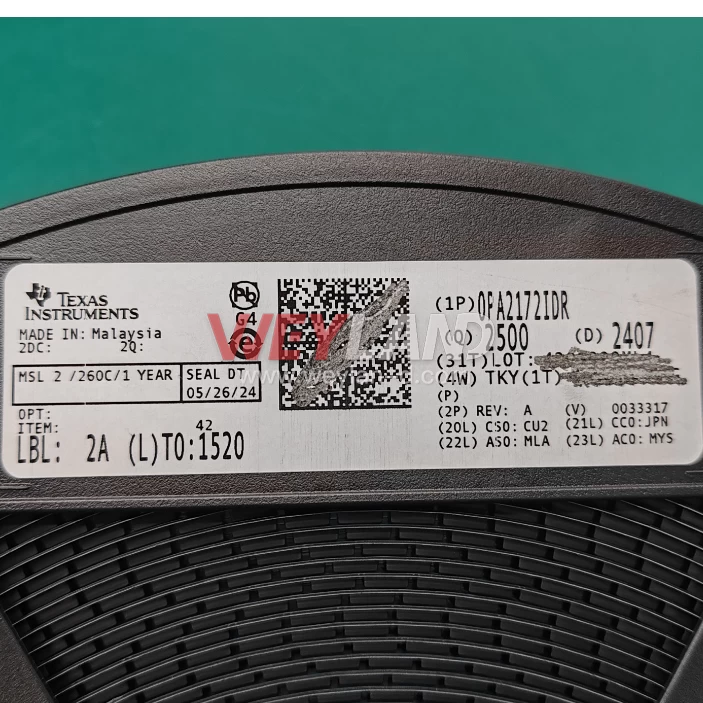 TEXAS
INSTRUMENTS
MADE IN: Malaysia
2DC: 2Q:
MSL 2 /260C/1 YEAR
SEAL DT
05/26/24
OPT:
ITEM: 42
LBL: 2A (L)TO:1520
Pb
G4
e
(1P) OPA2172IDR
(Q) 2500 (D) 2407
(31T)LOT:
(4W) TKY(1T)
(P)
(2P) REV: A (V) 0033317
(20L) CSO: CU2 (21L) CCO:JPN
(22L) ASO: MLA (23L) ACO: MYS
WEYLAND